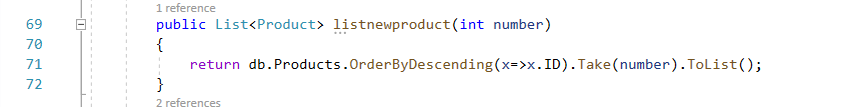 1 reference
69 public List<Product> listnewproduct(int number)
70 {
71 return db.Products.OrderByDescending(x=>x.ID).Take(number).ToList();
72 }
2 references